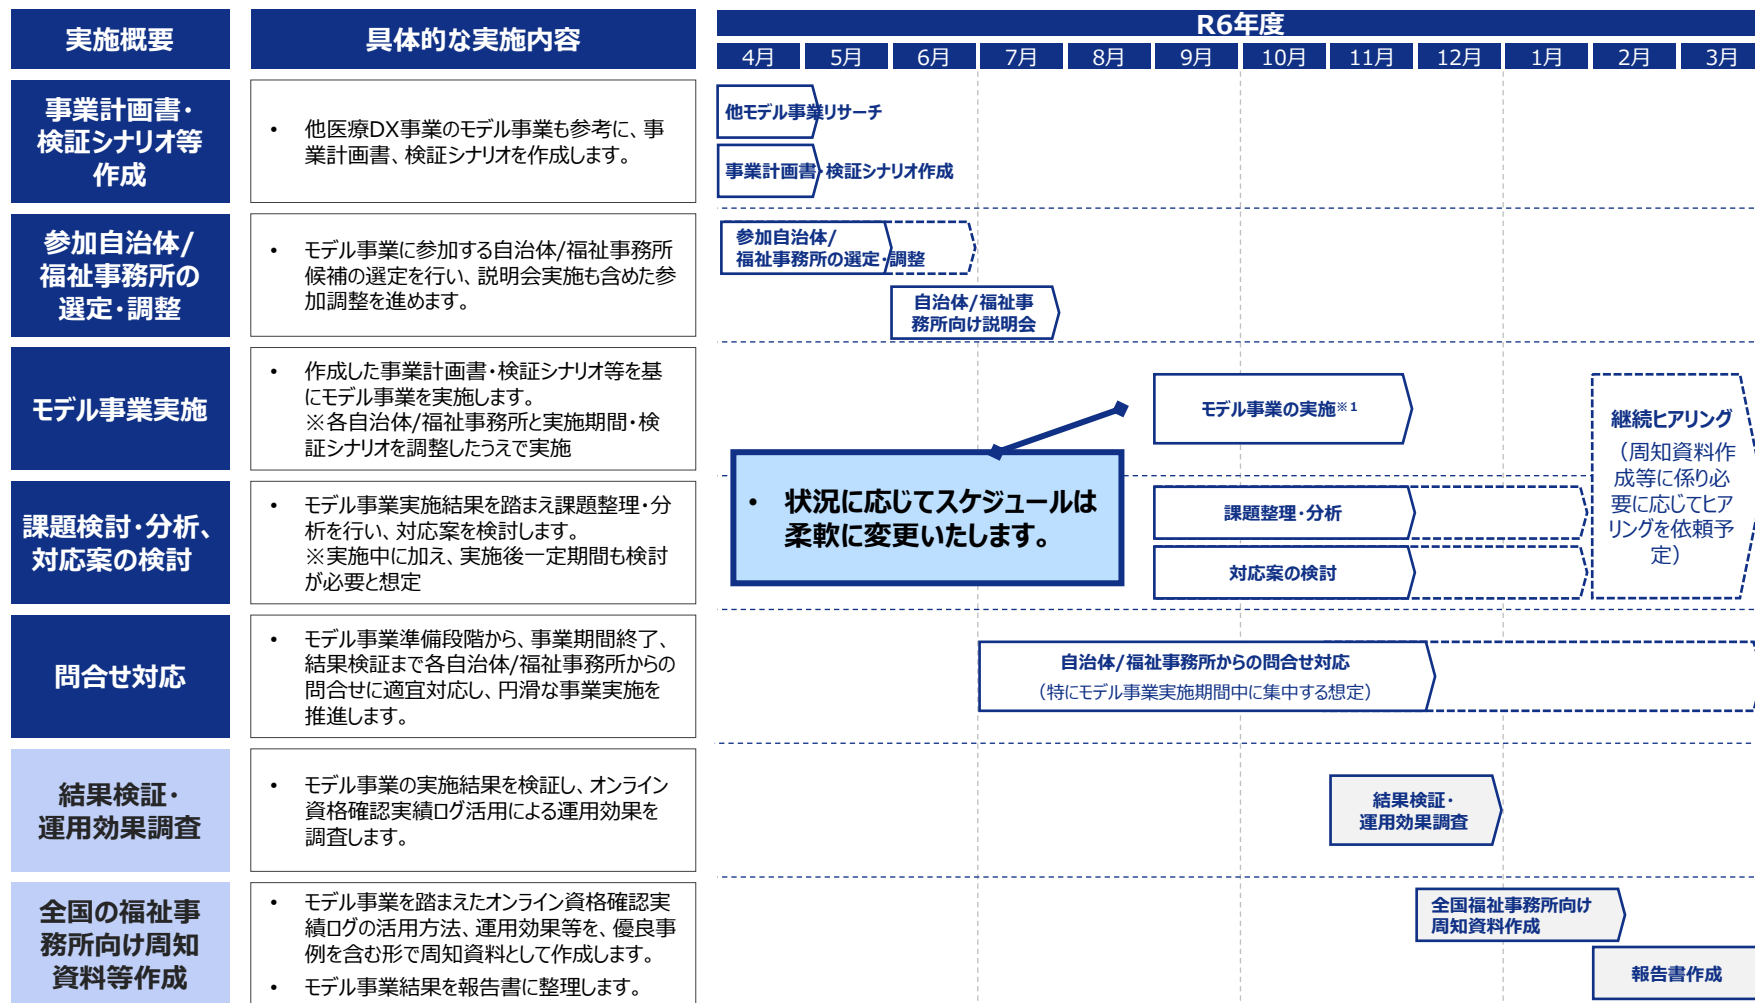 実施概要
具体的な実施内容
R6年度
4月 5月 6月 7月 8月 9月 10月 11月 12月 1月 2月 3月
事業計画書・
検証シナリオ等
作成
• 他医療DX事業のモデル事業も参考に、事
業計画書、検証シナリオを作成します。
他モデル事業リサーチ
事業計画書・検証シナリオ作成
参加自治体/
福祉事務所の
選定・調整
• モデル事業に参加する自治体/福祉事務所
候補の選定を行い、説明会実施も含めた参
加調整を進めます。
参加自治体/
福祉事務所の選定・調整
自治体/福祉事
務所向け説明会
モデル事業実施
• 作成した事業計画書・検証シナリオ等を基
にモデル事業を実施します。
※各自治体/福祉事務所と実施期間・検
証シナリオを調整したうえで実施
モデル事業の実施※1
継続ヒアリング
（周知資料作
成等に係り必
要に応じてヒア
リングを依頼予
定）
• 状況に応じてスケジュールは
柔軟に変更いたします。
課題検討・分析、
対応案の検討
• モデル事業実施結果を踏まえ課題整理・分
析を行い、対応案を検討します。
※実施中に加え、実施後一定期間も検討
が必要と想定
課題整理・分析
対応案の検討
問合せ対応
• モデル事業準備段階から、事業期間終了、
結果検証まで各自治体/福祉事務所からの
問合せに適宜対応し、円滑な事業実施を
推進します。
自治体/福祉事務所からの問合せ対応
（特にモデル事業実施期間中に集中する想定）
結果検証・
運用効果調査
• モデル事業の実施結果を検証し、オンライン
資格確認実績ログ活用による運用効果を
調査します。
結果検証・
運用効果調査
全国の福祉事
務所向け周知
資料等作成
• モデル事業を踏まえたオンライン資格確認実
績ログの活用方法、運用効果等を、優良事
例を含む形で周知資料として作成します。
• モデル事業結果を報告書に整理します。
全国福祉事務所向け
周知資料作成
報告書作成